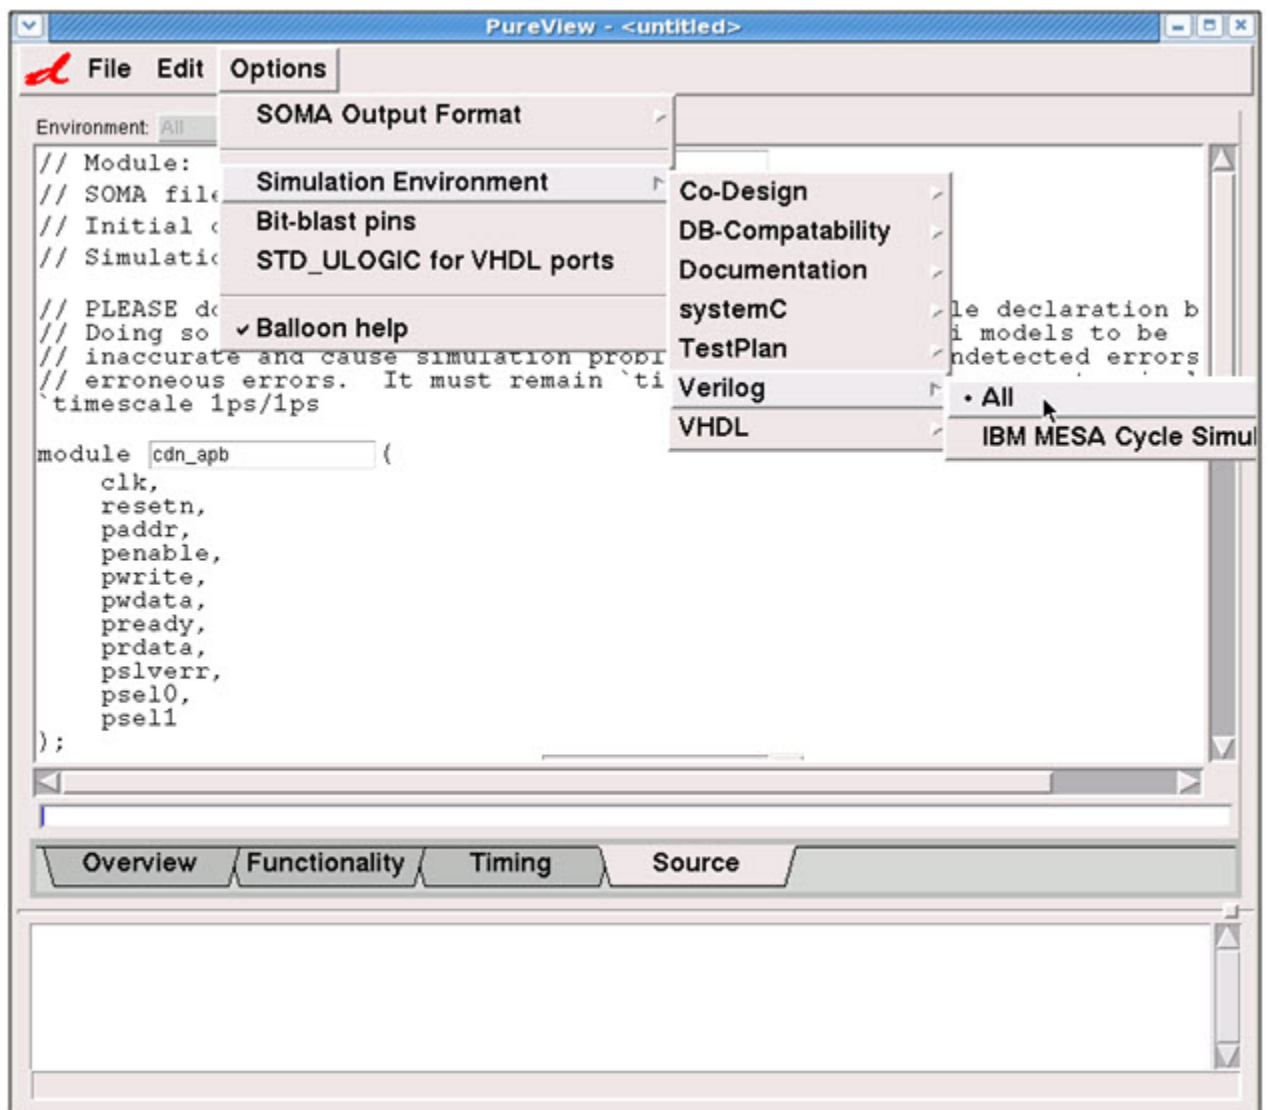 PureView - <untitled>
File Edit Options
SOMA Output Format
Environment: All
// Module:
Simulation Environment
// SOMA file
Co-Design
Bit-blast pins
// Initial
DB-Compatability
STD_ULOGIC for VHDL ports
// Simulatic
Documentation
systemC
// PLEASE do le declaration b
Balloon help
// Doing so i models to be
TestPlan
// inaccurate and cause simulation probl ndetected errors
// erroneous errors. It must remain `ti
Verilog
All
`timescale 1ps/1ps
VHDL
IBM MESA Cycle Simul
module cdn_apb (
clk,
resetn,
paddr,
penable,
pwrite,
pwdata,
pready,
prdata,
pslverr,
psel0,
psel1
);
Overview Functionality Timing Source